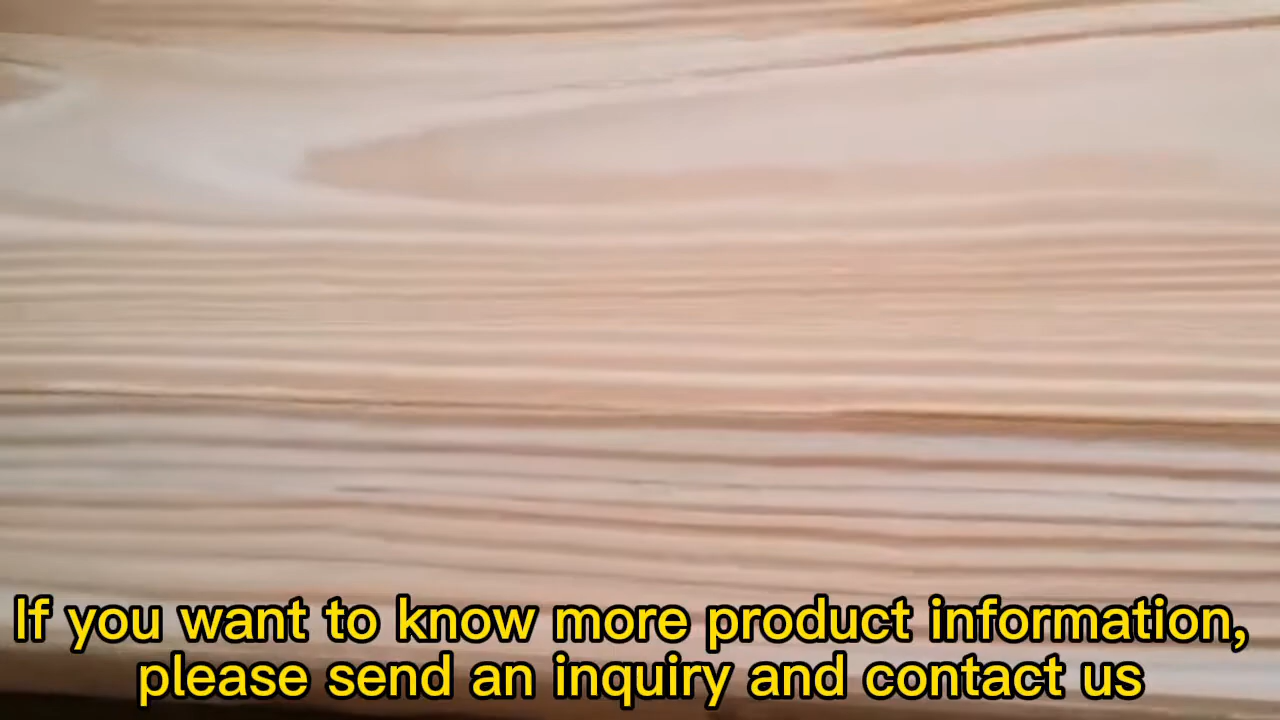 If you want to know more product information,
please send an inquiry and contact us